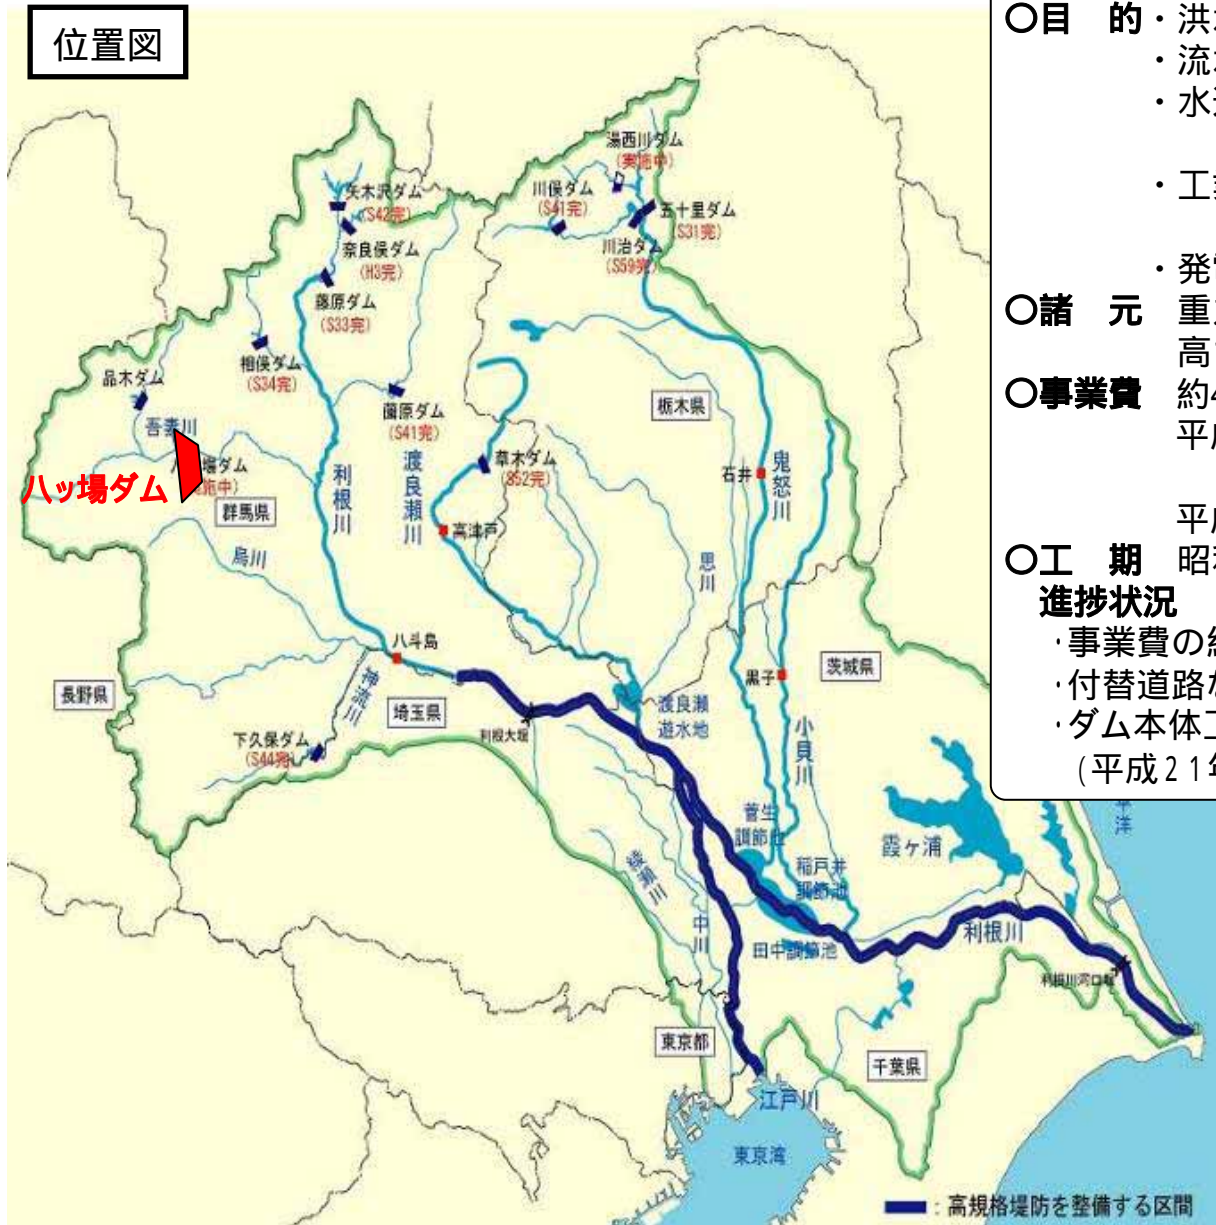 位置図
○目　的・洪
・流
・水
・工
・発
○諸　元　重
高
○事業費　約4
平成
平成
○工　期　昭和
進捗状況
・事業費の
・付替道路
・ダム本体工
(平成21年
湯西川ダム
(実施中)
川俣ダム
(S41完)
五十里ダム
(S31完)
川治ダム
(S59完)
矢木沢ダム
(S42完)
奈良俣ダム
(H3完)
藤原ダム
(S33完)
相俣ダム
(S34完)
品木ダム
薗原ダム
(S41完)
草木ダム
(S52完)
吾妻川
八ッ場ダム
場ダム
施中)
群馬県
栃木県
利根川
渡良瀬川
高津戸
石井
鬼怒川
思川
烏川
八斗島
神流川
長野県
埼玉県
利根大堰
下久保ダム
(S44完)
渡良瀬
遊水地
黒子
茨城県
小貝川
菅生
調節池
稲戸井
調節池
田中調節池
霞ヶ浦
綾瀬川
中川
利根川
利根川河口堰
洋
東京都
千葉県
江戸川
東京湾
：高規格堤防を整備する区間